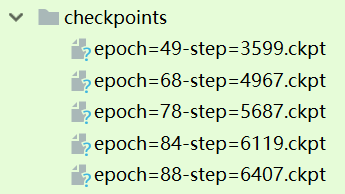 checkpoints
epoch=49-step=3599.ckpt
epoch=68-step=4967.ckpt
epoch=78-step=5687.ckpt
epoch=84-step=6119.ckpt
epoch=88-step=6407.ckpt